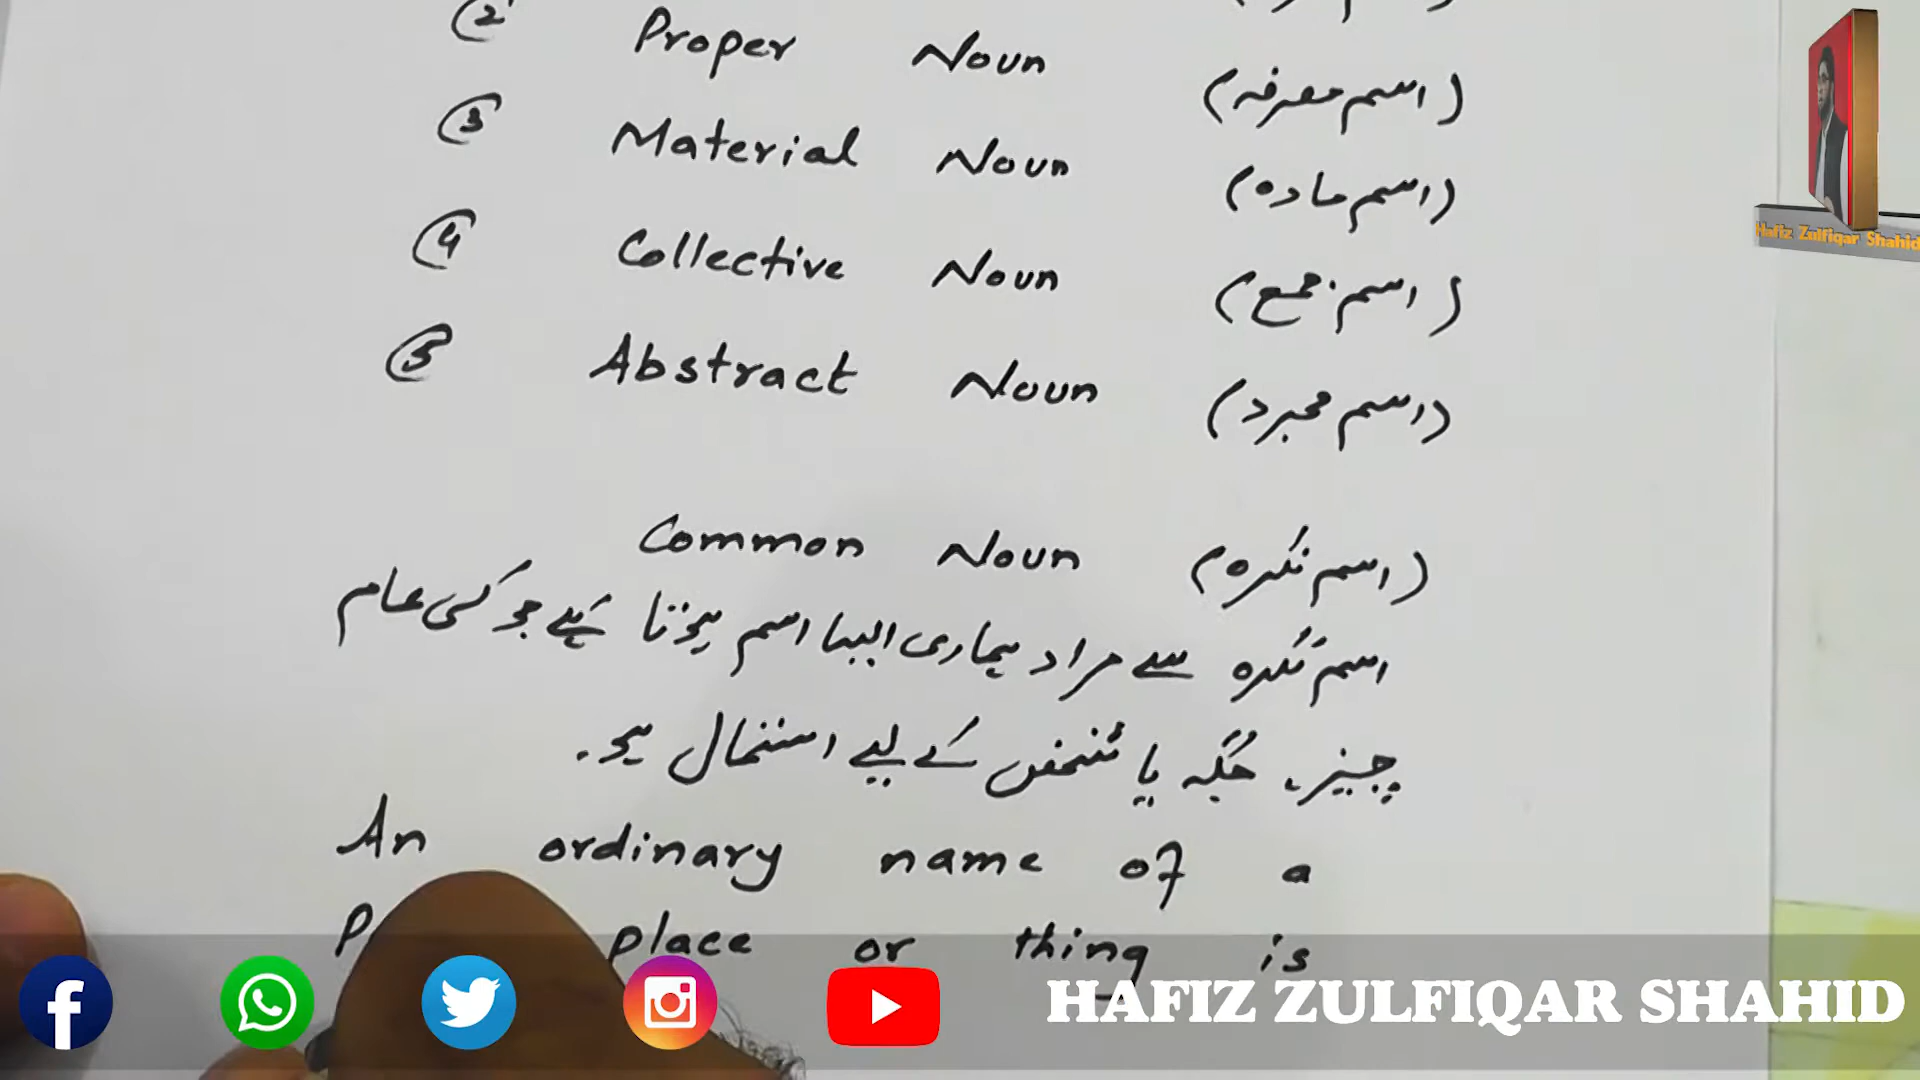 ② Proper Noun (اسم معرفہ)
③ Material Noun (اسم مادہ)
④ Collective Noun (اسم جمع)
⑤ Abstract Noun (اسم مجرد)
Common Noun (اسم نکرہ)
اسم نکرہ سے مراد ہماری ایسا اسم ہوتا ہے جو کسی عام
چیز، جگہ یا شخص کے لیے استعمال ہو۔
An ordinary name of a
place or thing is
HAFIZ ZULFIQAR SHAHID
Hafiz Zulfiqar Shahid